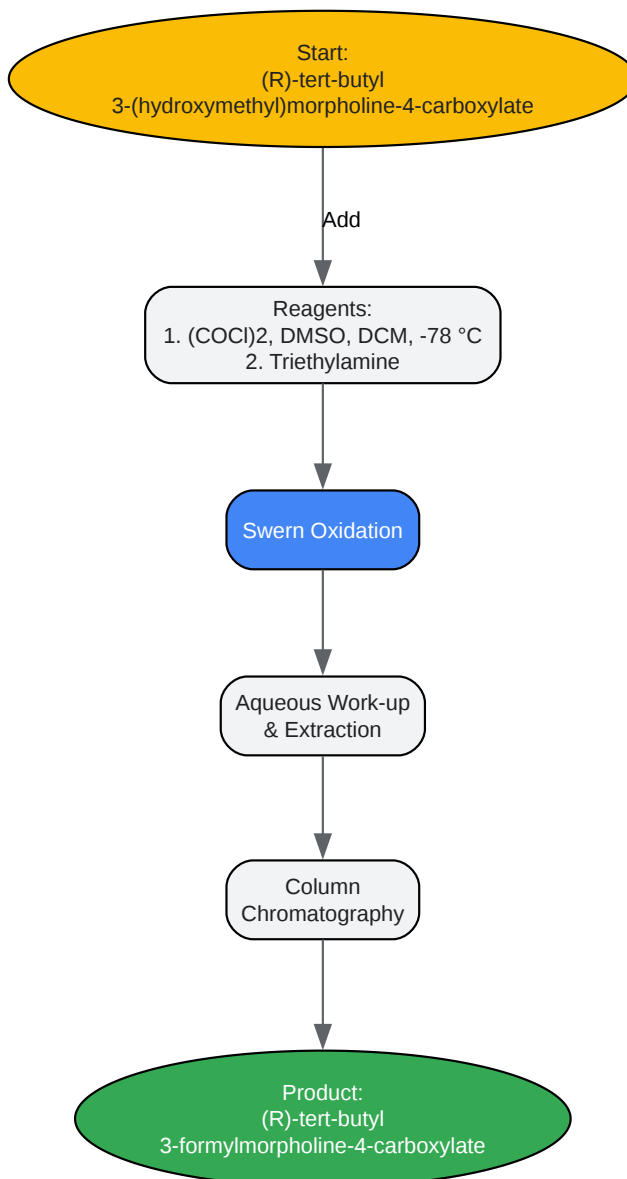 Start:
(R)-tert-butyl
3-(hydroxymethyl)morpholine-4-carboxylate
Add
Reagents:
1. (COCl)2, DMSO, DCM, -78 °C
2. Triethylamine
Swern Oxidation
Aqueous Work-up
& Extraction
Column
Chromatography
Product:
(R)-tert-butyl
3-formylmorpholine-4-carboxylate